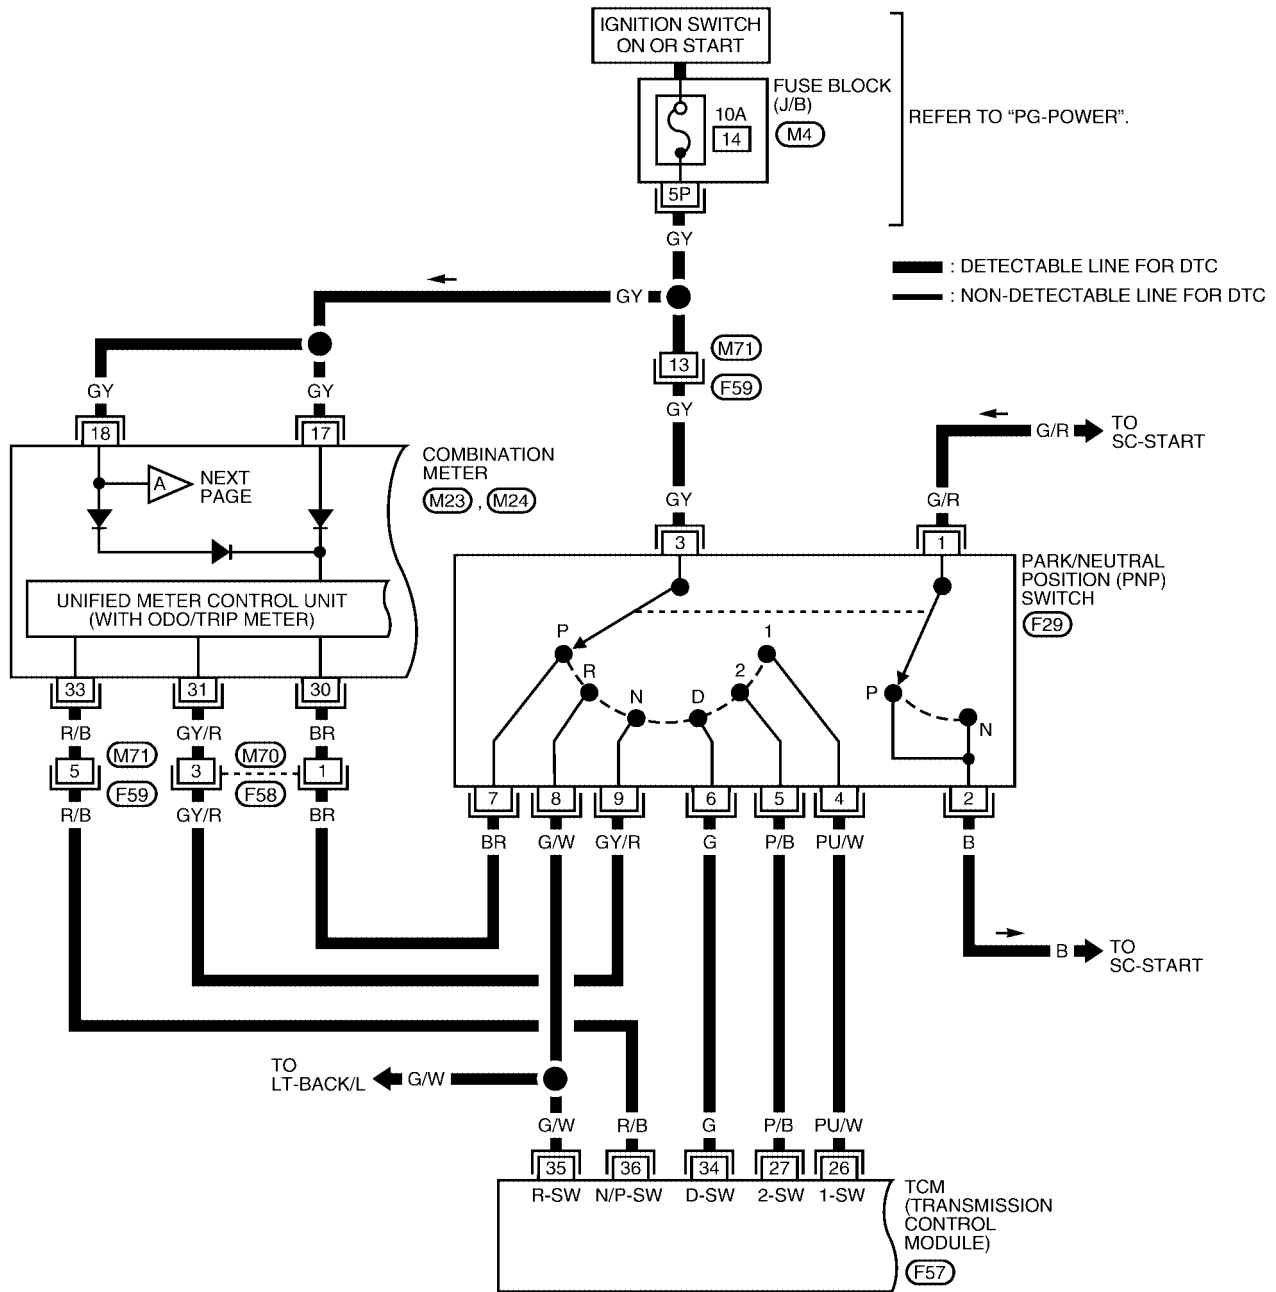 IGNITION SWITCH
ON OR START
FUSE BLOCK
(J/B)
M4
10A
14
REFER TO “PG-POWER”.
5P
GY
: DETECTABLE LINE FOR DTC
: NON-DETECTABLE LINE FOR DTC
GY
13
M71
F59
GY
GY
GY
GY
18
17
COMBINATION
METER
M23 , M24
A
NEXT
PAGE
UNIFIED METER CONTROL UNIT
(WITH ODO/TRIP METER)
G/R
TO
SC-START
G/R
3
1
PARK/NEUTRAL
POSITION (PNP)
SWITCH
F29
P
R
N
D
2
1
P
N
33
31
30
R/B
GY/R
BR
5
M71
F59
3
M70
F58
1
R/B
GY/R
BR
7
8
9
6
5
4
2
BR
G/W
GY/R
G
P/B
PU/W
B
B
TO
SC-START
TO
LT-BACK/L
G/W
G/W
R/B
G
P/B
PU/W
35
36
34
27
26
R-SW
N/P-SW
D-SW
2-SW
1-SW
TCM
(TRANSMISSION
CONTROL
MODULE)
F57